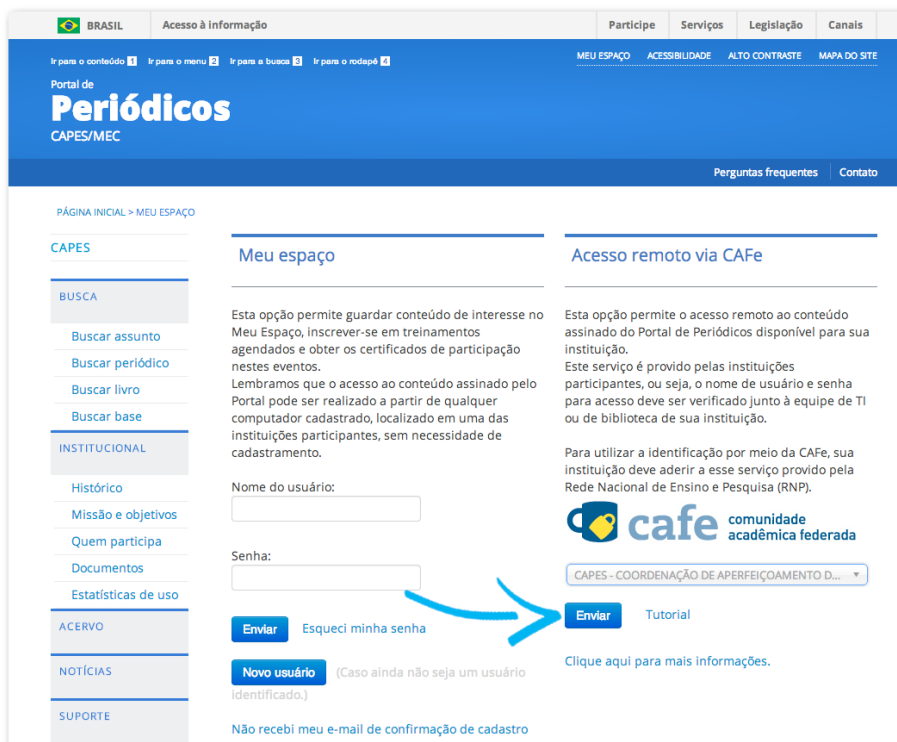 BRASIL Acesso à informação Participe Serviços Legislação Canais
Ir para o conteúdo 1 Ir para o menu 2 Ir para a busca 3 Ir para o rodapé 4 MEU ESPAÇO ACESSIBILIDADE ALTO CONTRASTE MAPA DO SITE
Portal de
Periódicos
CAPES/MEC
Perguntas frequentes Contato
PÁGINA INICIAL > MEU ESPAÇO
CAPES
BUSCA
Buscar assunto
Buscar periódico
Buscar livro
Buscar base
INSTITUCIONAL
Histórico
Missão e objetivos
Quem participa
Documentos
Estatísticas de uso
ACERVO
NOTÍCIAS
SUPORTE
Meu espaço
Esta opção permite guardar conteúdo de interesse no
Meu Espaço, inscrever-se em treinamentos
agendados e obter os certificados de participação
nestes eventos.
Lembramos que o acesso ao conteúdo assinado pelo
Portal pode ser realizado a partir de qualquer
computador cadastrado, localizado em uma das
instituições participantes, sem necessidade de
cadastramento.
Nome do usuário:
Senha:
Enviar Esqueci minha senha
Novo usuário (Caso ainda não seja um usuário
identificado.)
Não recebi meu e-mail de confirmação de cadastro
Acesso remoto via CAFe
Esta opção permite o acesso remoto ao conteúdo
assinado do Portal de Periódicos disponível para sua
instituição.
Este serviço é provido pelas instituições
participantes, ou seja, o nome de usuário e senha
para acesso deve ser verificado junto à equipe de TI
ou de biblioteca de sua instituição.
Para utilizar a identificação por meio da CAFe, sua
instituição deve aderir a esse serviço provido pela
Rede Nacional de Ensino e Pesquisa (RNP).
cafe comunidade
acadêmica federada
CAPES - COORDENAÇÃO DE APERFEIÇOAMENTO D...
Enviar Tutorial
Clique aqui para mais informações.